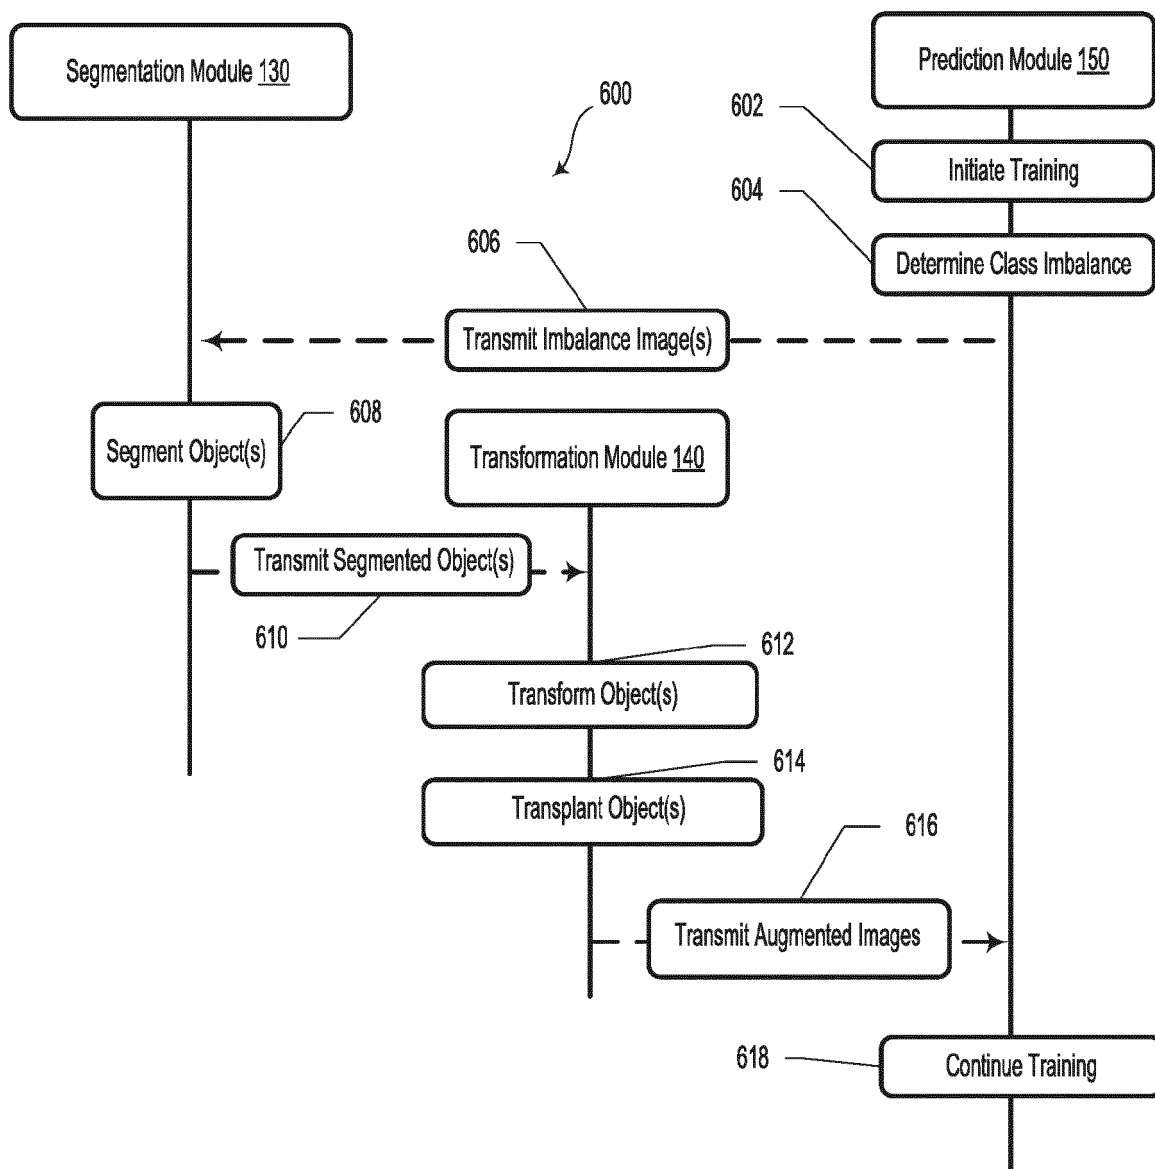 Segmentation Module 130
Prediction Module 150
600
602
Initiate Training
604
Determine Class Imbalance
606
Transmit Imbalance Image(s)
608
Segment Object(s)
Transformation Module 140
Transmit Segmented Object(s)
610
612
Transform Object(s)
614
Transplant Object(s)
616
Transmit Augmented Images
618
Continue Training